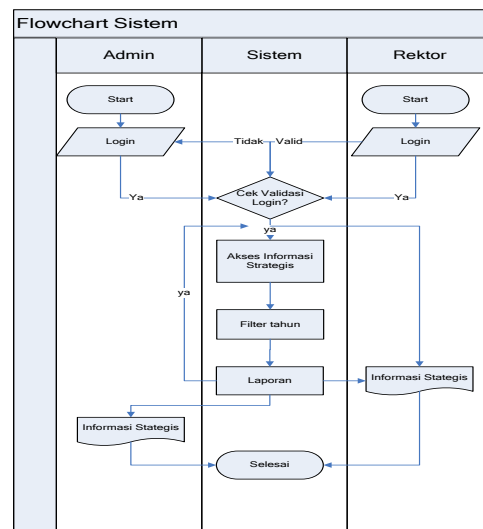 Flowchart Sistem
Admin
Sistem
Rektor
Start
Start
Login
Tidak Valid
Login
Ya
Cek Validasi
Login?
Ya
ya
Akses Informasi
Strategis
ya
Filter tahun
Laporan
Informasi Stategis
Informasi Stategis
Selesai